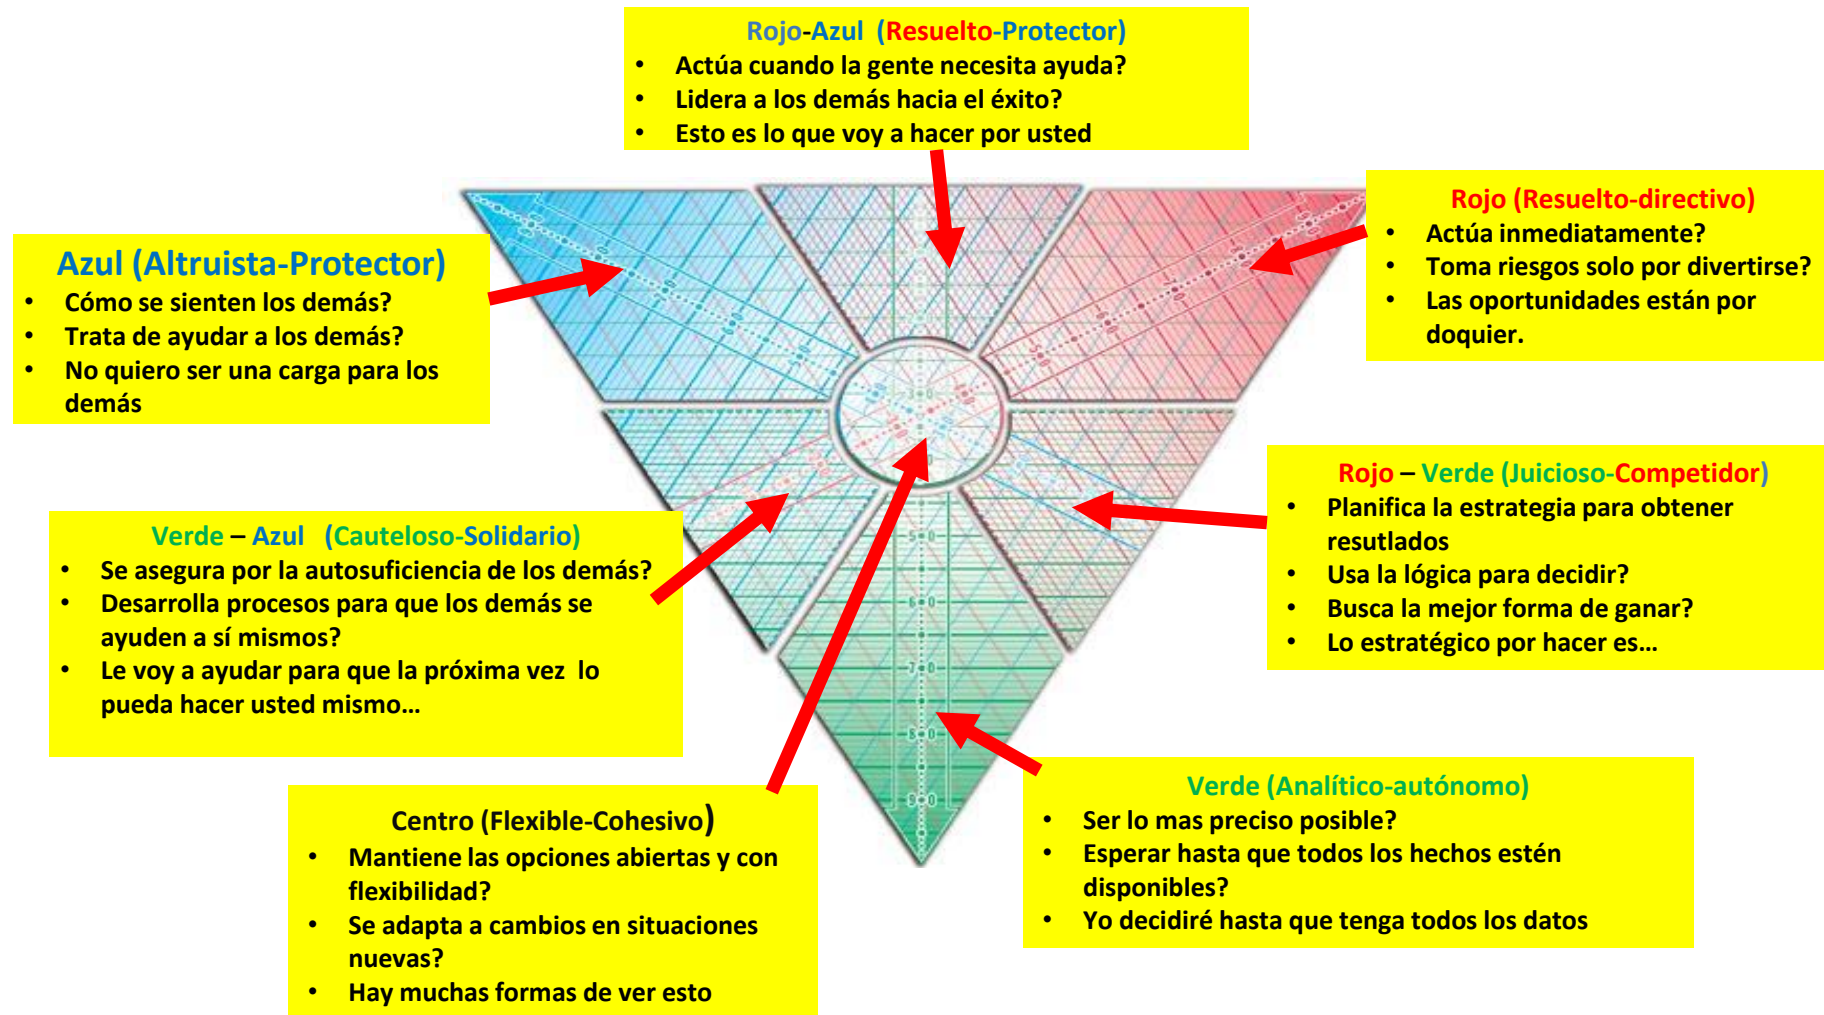 Rojo-Azul (Resuelto-Protector)
• Actúa cuando la gente necesita ayuda?
• Lidera a los demás hacia el éxito?
• Esto es lo que voy a hacer por usted
Rojo (Resuelto-directivo)
• Actúa inmediatamente?
• Toma riesgos solo por divertirse?
• Las oportunidades están por
doquier.
Azul (Altruista-Protector)
• Cómo se sienten los demás?
• Trata de ayudar a los demás?
• No quiero ser una carga para los
demás
Rojo – Verde (Juicioso-Competidor)
• Planifica la estrategia para obtener
resutlados
• Usa la lógica para decidir?
• Busca la mejor forma de ganar?
• Lo estratégico por hacer es...
Verde – Azul (Cauteloso-Solidario)
• Se asegura por la autosuficiencia de los demás?
• Desarrolla procesos para que los demás se
ayuden a sí mismos?
• Le voy a ayudar para que la próxima vez lo
pueda hacer usted mismo...
Centro (Flexible-Cohesivo)
• Mantiene las opciones abiertas y con
flexibilidad?
• Se adapta a cambios en situaciones
nuevas?
• Hay muchas formas de ver esto
Verde (Analítico-autónomo)
• Ser lo mas preciso posible?
• Esperar hasta que todos los hechos estén
disponibles?
• Yo decidiré hasta que tenga todos los datos
50
60
70
80
90